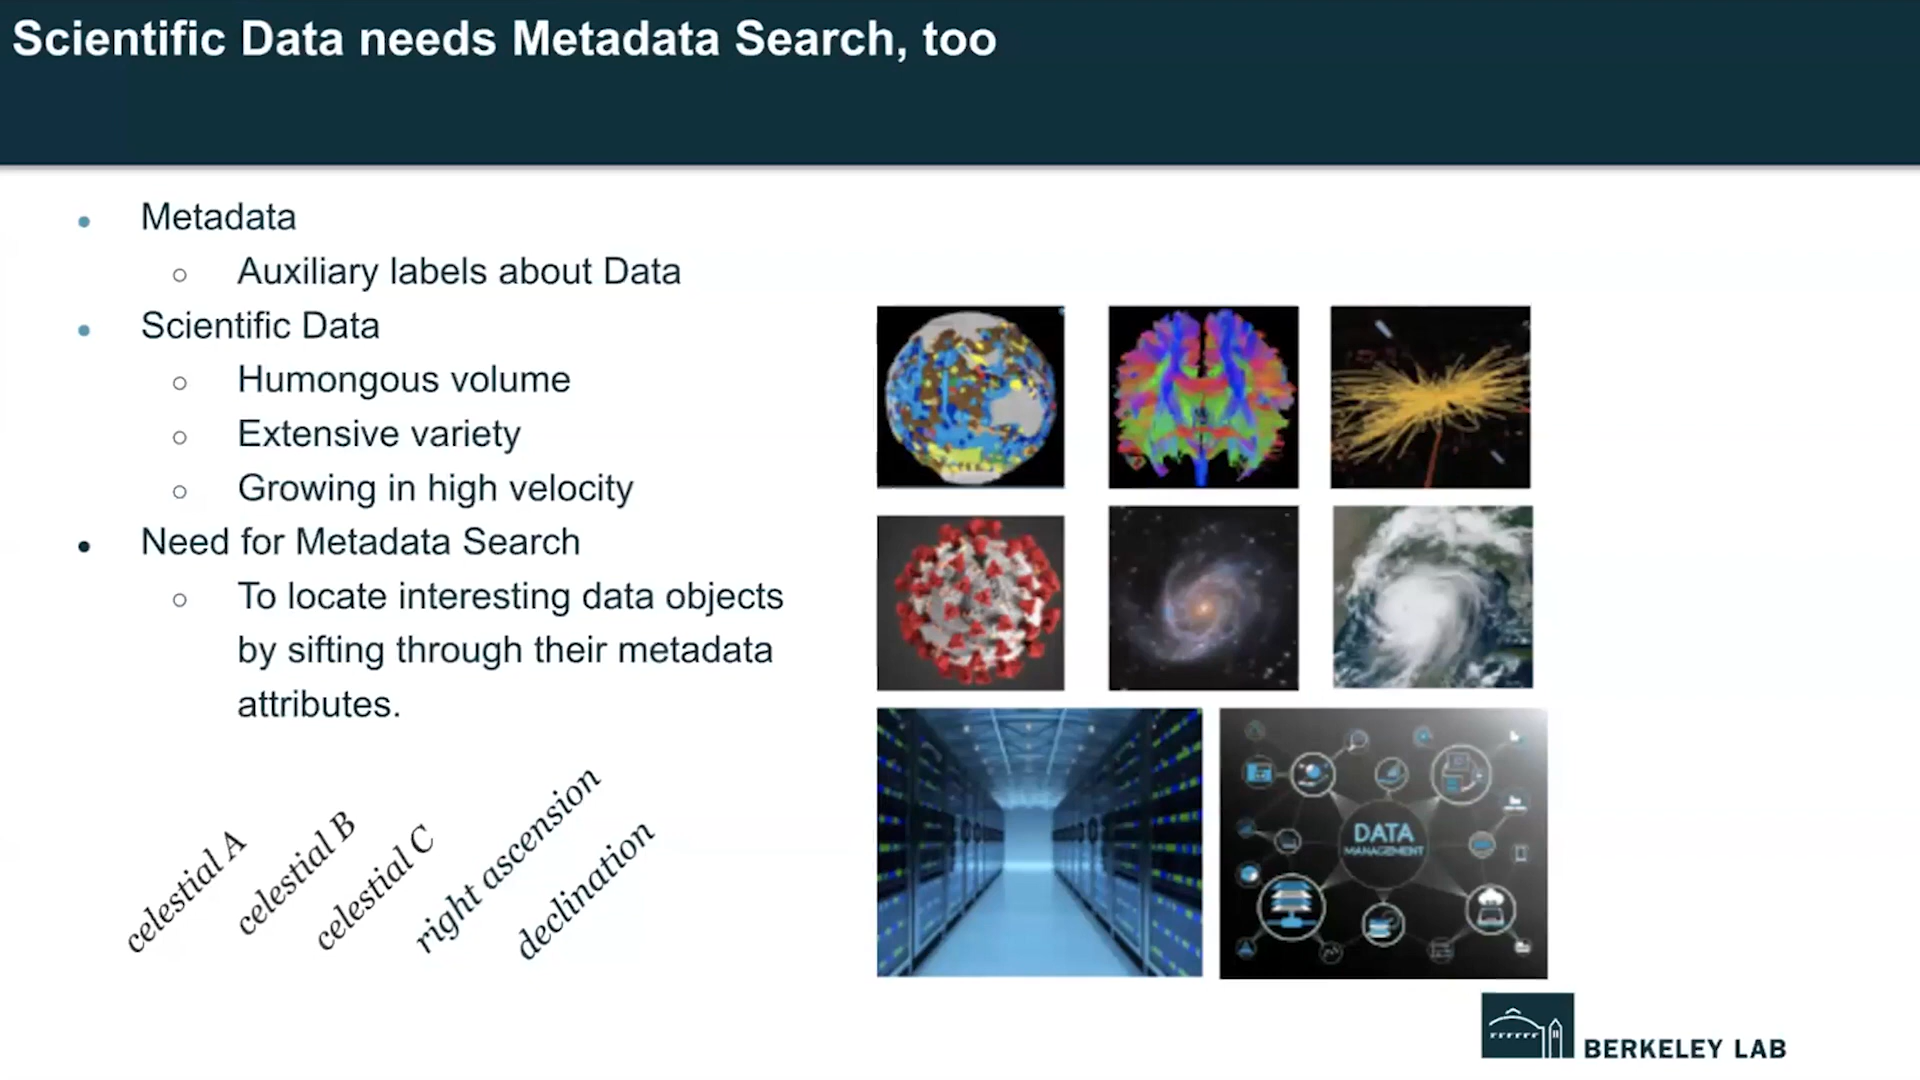 Scientific Data needs Metadata Search, too
Metadata
Auxiliary labels about Data
Scientific Data
Humongous volume
Extensive variety
Growing in high velocity
Need for Metadata Search
To locate interesting data objects
by sifting through their metadata
attributes.
celestial A
celestial B
celestial C
right ascension
declination
DATA
MANAGEMENT
BERKELEY LAB